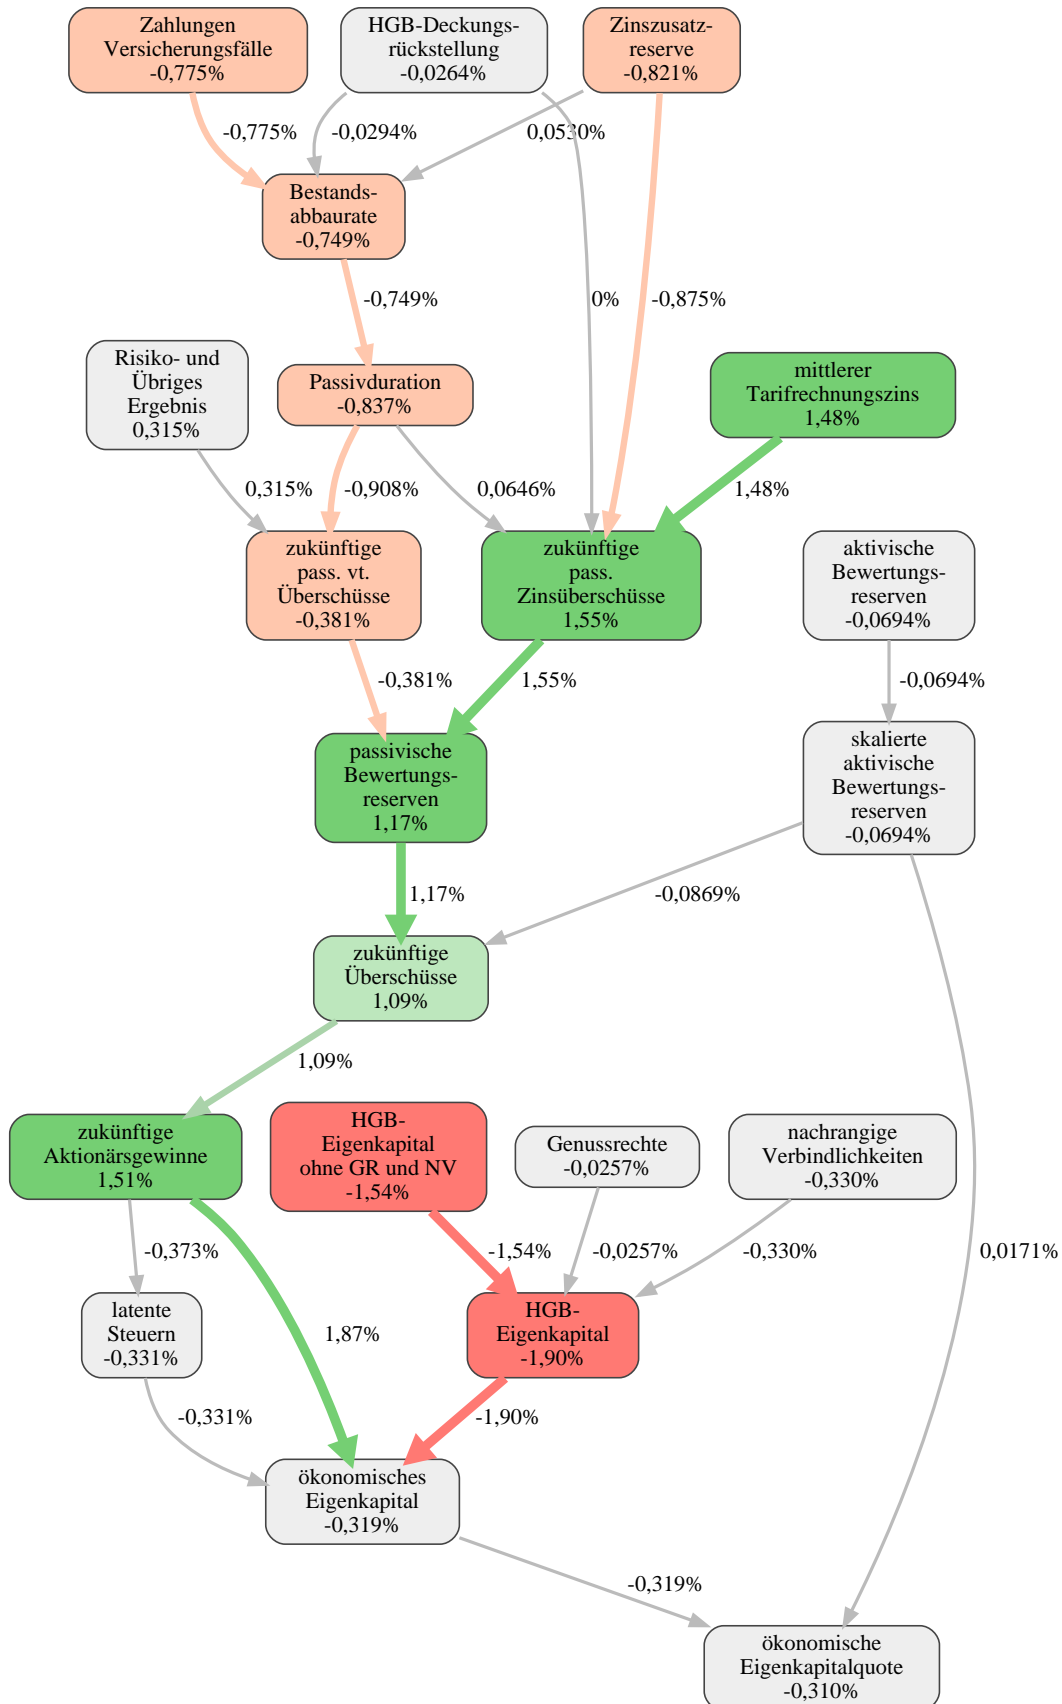 Zahlungen
Versicherungsfälle
-0,775%
HGB-Deckungs-
rückstellung
-0,0264%
Zinszusatz-
reserve
-0,821%
-0,775%
-0,0294%
0,0530%
Bestands-
abbaurate
-0,749%
-0,749%
0%
-0,875%
Risiko- und
Übriges
Ergebnis
0,315%
Passivduration
-0,837%
mittlerer
Tarifrechnungszins
1,48%
0,315%
-0,908%
0,0646%
1,48%
zukünftige
pass. vt.
Überschüsse
-0,381%
zukünftige
pass.
Zinsüberschüsse
1,55%
aktivische
Bewertungs-
reserven
-0,0694%
-0,381%
1,55%
-0,0694%
passivische
Bewertungs-
reserven
1,17%
skalierte
aktivische
Bewertungs-
reserven
-0,0694%
1,17%
-0,0869%
zukünftige
Überschüsse
1,09%
1,09%
zukünftige
Aktionärsgewinne
1,51%
HGB-
Eigenkapital
ohne GR und NV
-1,54%
Genussrechte
-0,0257%
nachrangige
Verbindlichkeiten
-0,330%
-0,373%
-1,54%
-0,0257%
-0,330%
0,0171%
latente
Steuern
-0,331%
1,87%
HGB-
Eigenkapital
-1,90%
-0,331%
-1,90%
ökonomisches
Eigenkapital
-0,319%
-0,319%
ökonomische
Eigenkapitalquote
-0,310%